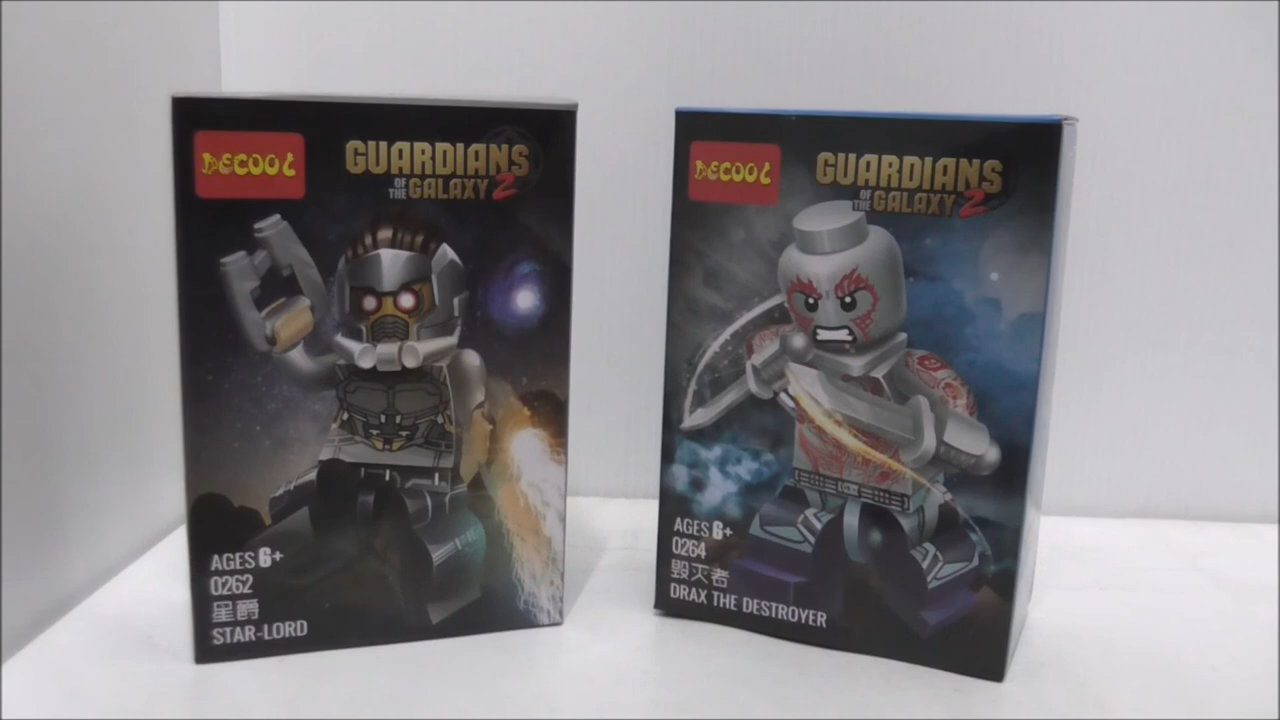 DECOOL
GUARDIANS
OF THE GALAXY 2
AGES 6+
0262
星爵
STAR-LORD
DECOOL
GUARDIANS
OF THE GALAXY 2
AGES 6+
0264
毁灭者
DRAX THE DESTROYER